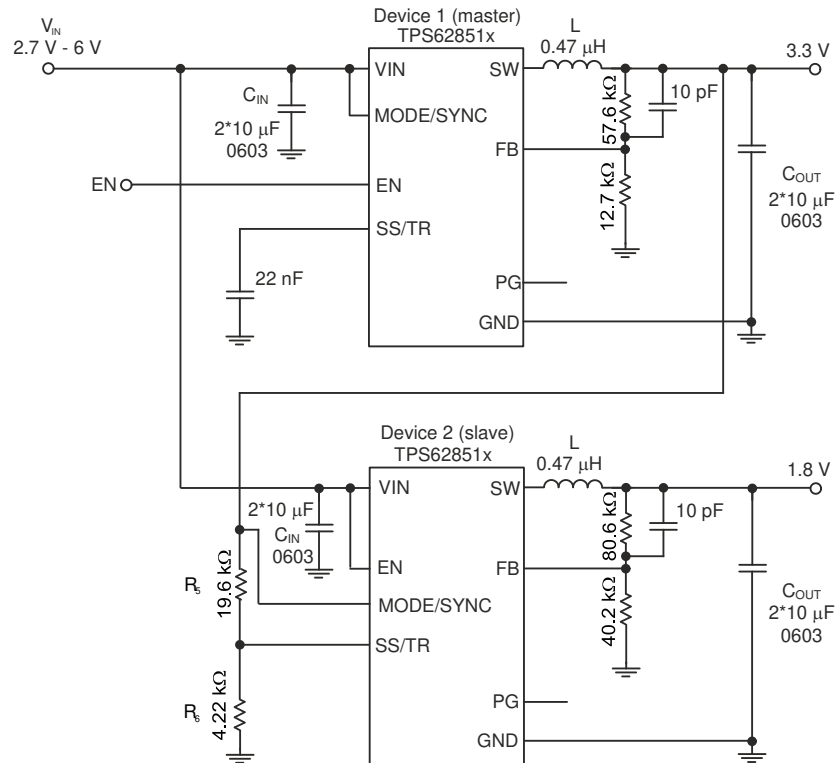 Device 1 (master)
TPS62851x
VIN
2.7 V - 6 V
L
0.47 μH
3.3 V
VIN
SW
CIN
2*10 μF
0603
MODE/SYNC
57.6 kΩ
10 pF
FB
COUT
2*10 μF
0603
EN
EN
12.7 kΩ
SS/TR
22 nF
PG
GND
Device 2 (slave)
TPS62851x
L
0.47 μH
1.8 V
VIN
SW
2*10 μF
CIN
0603
EN
80.6 kΩ
10 pF
FB
R5
19.6 kΩ
MODE/SYNC
40.2 kΩ
COUT
2*10 μF
0603
SS/TR
R6
4.22 kΩ
PG
GND